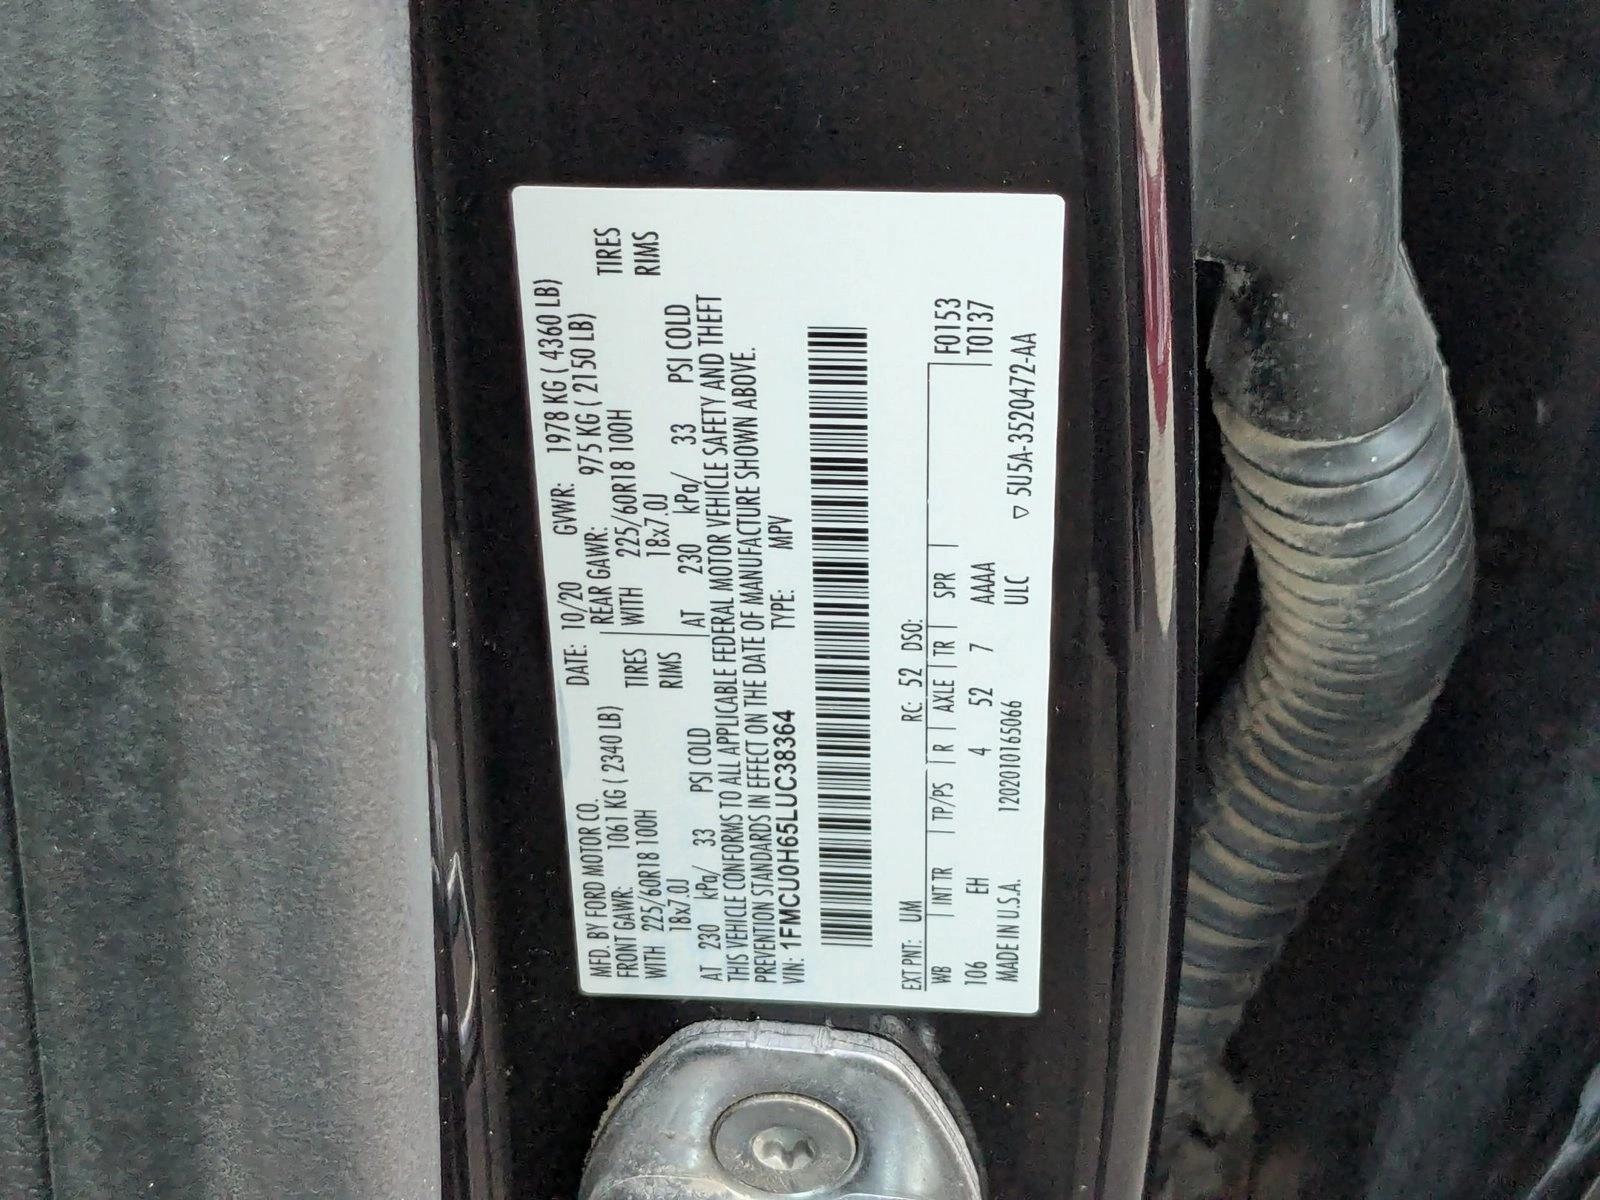 MFD. BY FORD MOTOR CO. DATE: 10/20 GVWR: 1978 KG ( 4360 LB)
FRONT GAWR: 1061 KG ( 2340 LB) REAR GAWR: 975 KG ( 2150 LB)
WITH 225/60R18 100H TIRES WITH 225/60R18 100H TIRES
18x7.0J RIMS 18x7.0J RIMS
AT 230 kPa/ 33 PSI COLD AT 230 kPa/ 33 PSI COLD
THIS VEHICLE CONFORMS TO ALL APPLICABLE FEDERAL MOTOR VEHICLE SAFETY AND THEFT
PREVENTION STANDARDS IN EFFECT ON THE DATE OF MANUFACTURE SHOWN ABOVE.
VIN: 1FMCU0H65LUC38364 TYPE: MPV
EXT PNT: UM RC: 52 DSO:
WB INT TR TP/PS R AXLE TR SPR F0153
106 EH 4 52 7 AAAA T0137
MADE IN U.S.A. 1202010165066 ULC ▽ 5U5A-3520472-AA